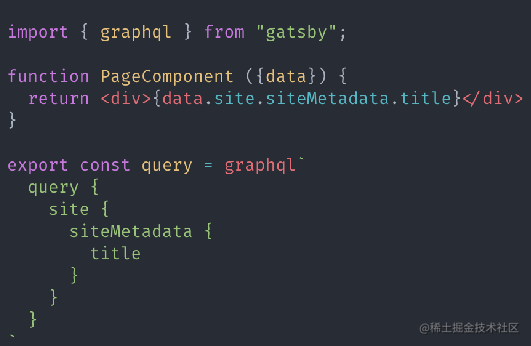 import { graphql } from "gatsby";
function PageComponent ({data}) {
  return <div>{data.site.siteMetadata.title}</div>
}
export const query = graphql`
  query {
    site {
      siteMetadata {
        title
      }
    }
  }
`
@稀土掘金技术社区